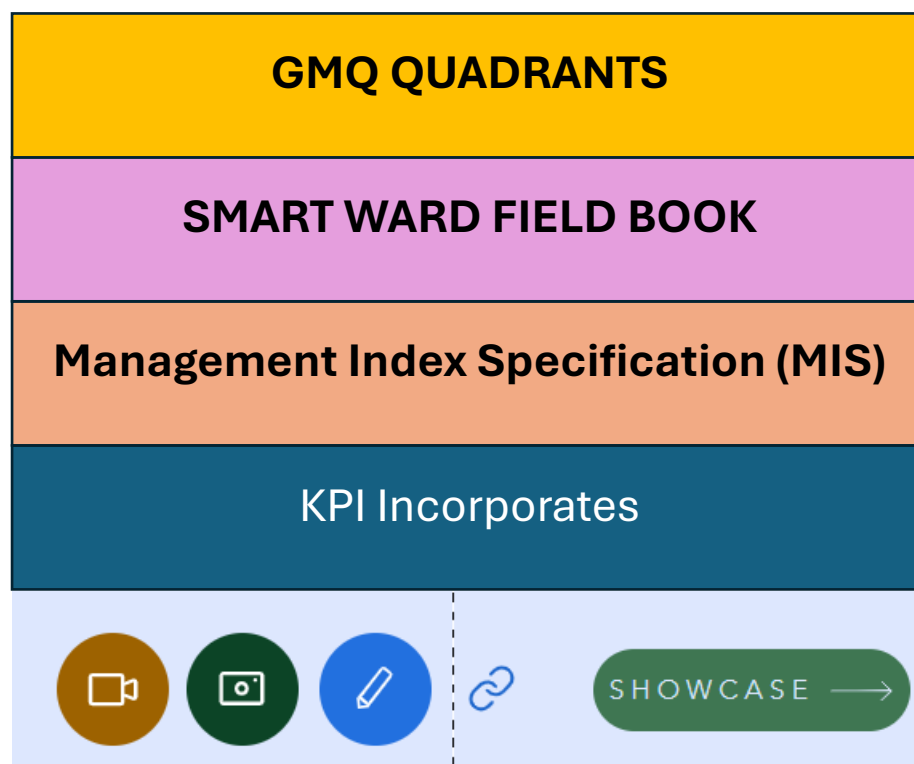 GMQ QUADRANTS
SMART WARD FIELD BOOK
Management Index Specification (MIS)
KPI Incorporates
SHOWCASE